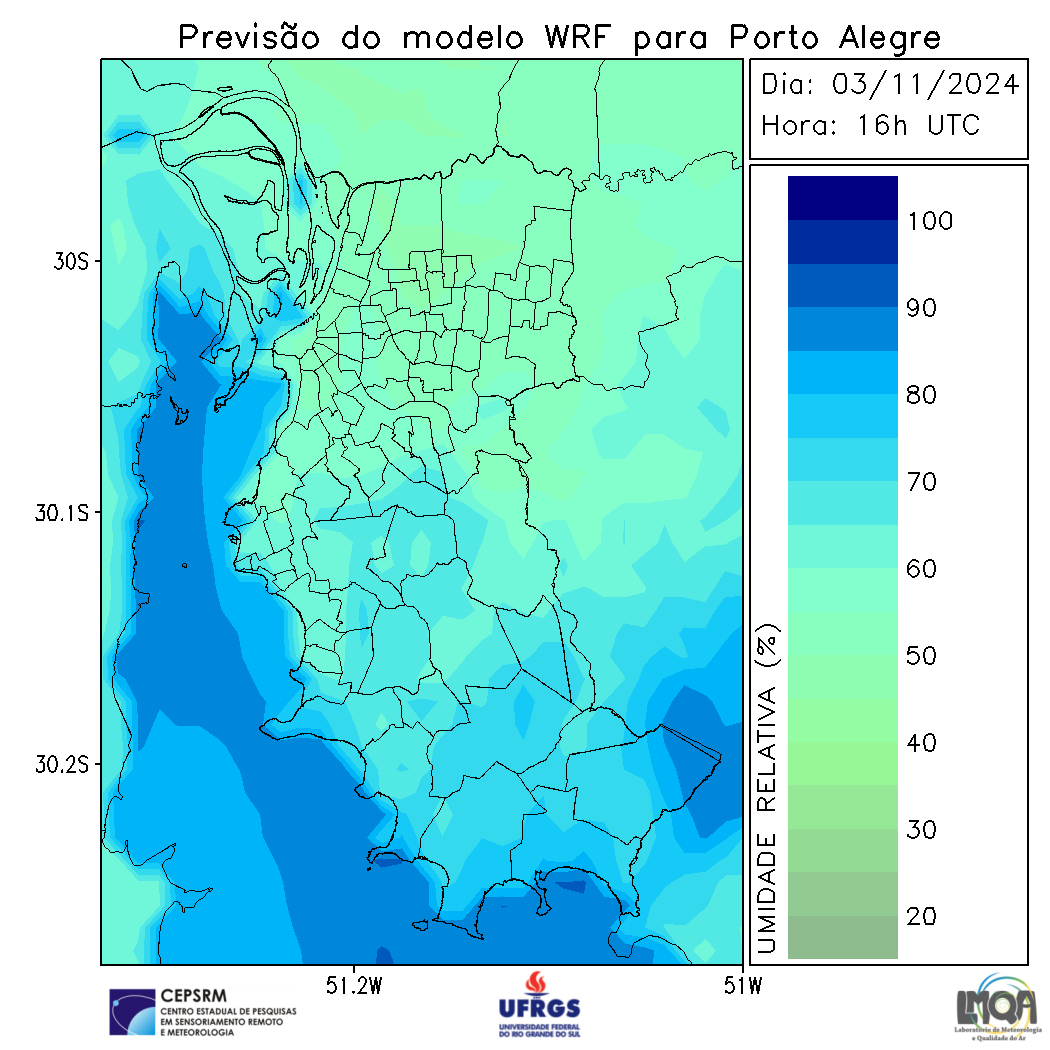 Previsão do modelo WRF para Porto Alegre
Dia: 03/11/2024
Hora: 16h UTC
100
90
80
70
60
50
40
30
20
UMIDADE RELATIVA (%)
30S
30.1S
30.2S
51.2W
51W
CEPSRM
CENTRO ESTADUAL DE PESQUISAS
EM SENSORIAMENTO REMOTO
E METEOROLOGIA
UFRGS
UNIVERSIDADE FEDERAL
DO RIO GRANDE DO SUL
LMQA
Laboratório de Meteorologia
e Qualidade do Ar